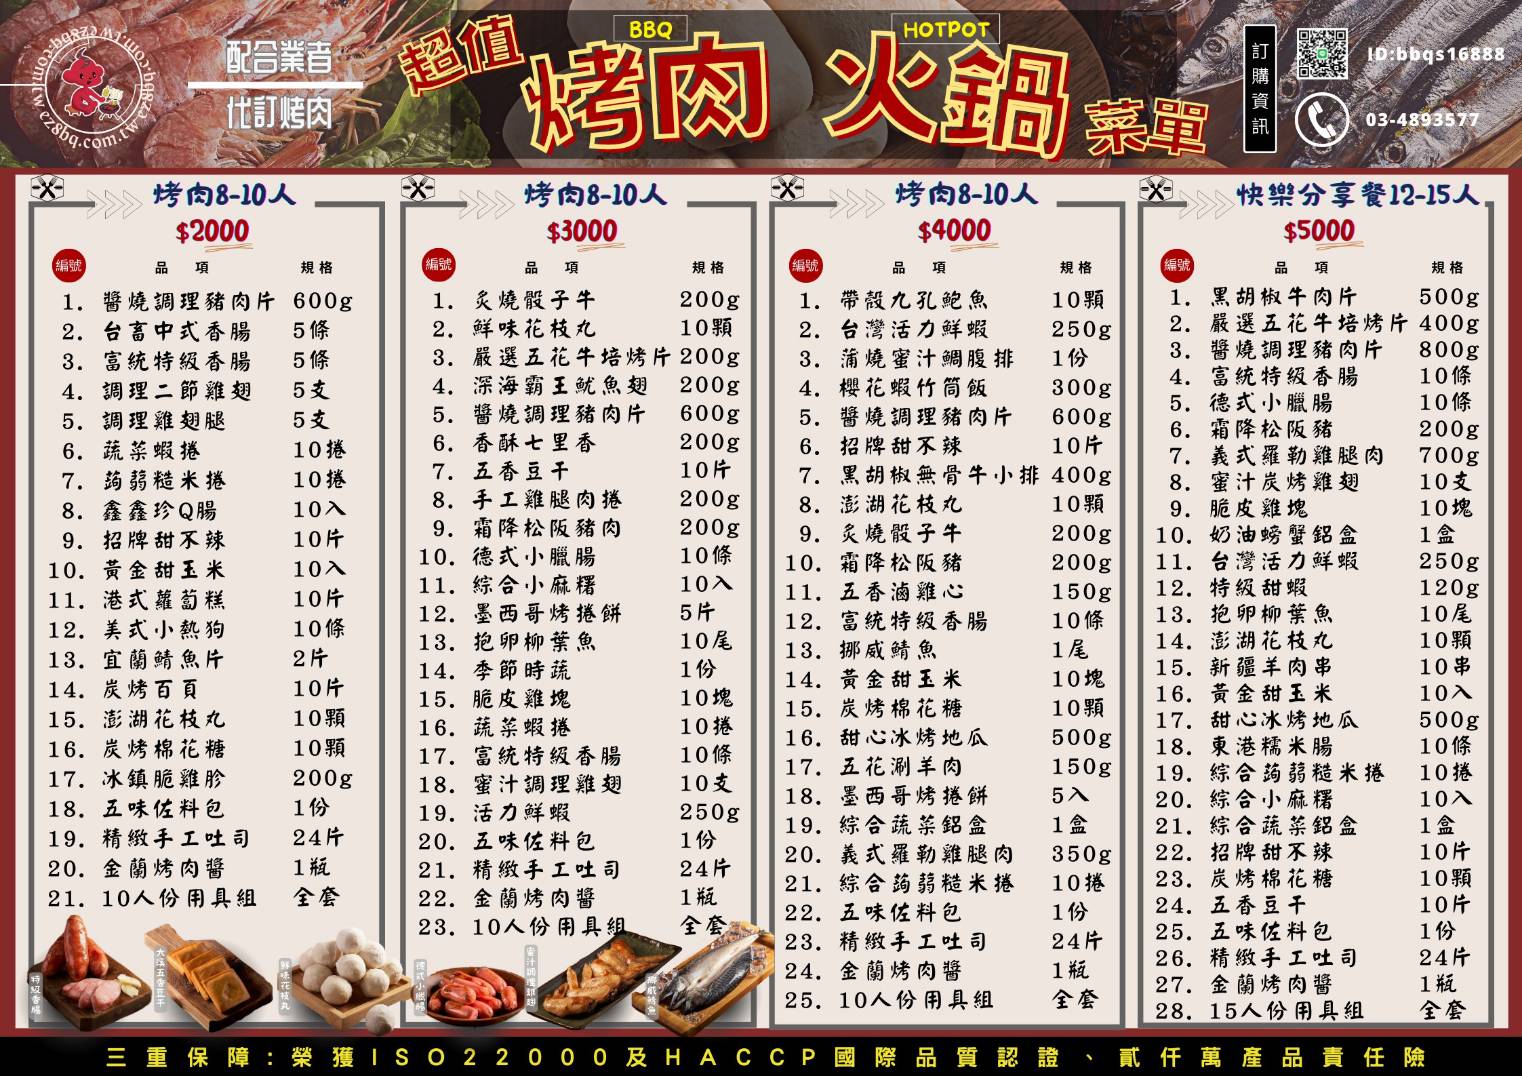 www.ez8bq.com.tw
配合業者
代訂烤肉
超值
BBQ
烤肉
HOTPOT
火鍋
菜單
訂購資訊
ID:bbqs16888
03-4893577
烤肉8-10人
$2000
編號 品 項 規格
1. 醬燒調理豬肉片 600g
2. 台畜中式香腸 5條
3. 富統特級香腸 5條
4. 調理二節雞翅 5支
5. 調理雞翅腿 5支
6. 蔬菜蝦捲 10捲
7. 蒟蒻糙米捲 10捲
8. 鑫鑫珍Q腸 10入
9. 招牌甜不辣 10片
10. 黃金甜玉米 10入
11. 港式蘿蔔糕 10片
12. 美式小熱狗 10條
13. 宜蘭鯖魚片 2片
14. 炭烤百頁 10片
15. 澎湖花枝丸 10顆
16. 炭烤棉花糖 10顆
17. 冰鎮脆雞胗 200g
18. 五味佐料包 1份
19. 精緻手工吐司 24片
20. 金蘭烤肉醬 1瓶
21. 10人份用具組 全套
特級香腸
大溪五香豆干
鮮味花枝丸
烤肉8-10人
$3000
編號 品 項 規格
1. 炙燒骰子牛 200g
2. 鮮味花枝丸 10顆
3. 嚴選五花牛培烤片 200g
4. 深海霸王魷魚翅 200g
5. 醬燒調理豬肉片 600g
6. 香酥七里香 200g
7. 五香豆干 10片
8. 手工雞腿肉捲 200g
9. 霜降松阪豬肉 200g
10. 德式小臘腸 10條
11. 綜合小麻糬 10入
12. 墨西哥烤捲餅 5片
13. 抱卵柳葉魚 10尾
14. 季節時蔬 1份
15. 脆皮雞塊 10塊
16. 蔬菜蝦捲 10捲
17. 富統特級香腸 10條
18. 蜜汁調理雞翅 10支
19. 活力鮮蝦 250g
20. 五味佐料包 1份
21. 精緻手工吐司 24片
22. 金蘭烤肉醬 1瓶
23. 10人份用具組 全套
德式小臘腸
蜜汁調理雞翅
挪威鯖魚
烤肉8-10人
$4000
編號 品 項 規格
1. 帶殼九孔鮑魚 10顆
2. 台灣活力鮮蝦 250g
3. 蒲燒蜜汁鯛腹排 1份
4. 櫻花蝦竹筒飯 300g
5. 醬燒調理豬肉片 600g
6. 招牌甜不辣 10片
7. 黑胡椒無骨牛小排 400g
8. 澎湖花枝丸 10顆
9. 炙燒骰子牛 200g
10. 霜降松阪豬 200g
11. 五香滷雞心 150g
12. 富統特級香腸 10條
13. 挪威鯖魚 1尾
14. 黃金甜玉米 10塊
15. 炭烤棉花糖 10顆
16. 甜心冰烤地瓜 500g
17. 五花涮羊肉 150g
18. 墨西哥烤捲餅 5入
19. 綜合蔬菜鋁盒 1盒
20. 義式羅勒雞腿肉 350g
21. 綜合蒟蒻糙米捲 10捲
22. 五味佐料包 1份
23. 精緻手工吐司 24片
24. 金蘭烤肉醬 1瓶
25. 10人份用具組 全套
快樂分享餐12-15人
$5000
編號 品 項 規格
1. 黑胡椒牛肉片 500g
2. 嚴選五花牛培烤片 400g
3. 醬燒調理豬肉片 800g
4. 富統特級香腸 10條
5. 德式小臘腸 10條
6. 霜降松阪豬 200g
7. 義式羅勒雞腿肉 700g
8. 蜜汁炭烤雞翅 10支
9. 脆皮雞塊 10塊
10. 奶油螃蟹鋁盒 1盒
11. 台灣活力鮮蝦 250g
12. 特級甜蝦 120g
13. 抱卵柳葉魚 10尾
14. 澎湖花枝丸 10顆
15. 新疆羊肉串 10串
16. 黃金甜玉米 10入
17. 甜心冰烤地瓜 500g
18. 東港糯米腸 10條
19. 綜合蒟蒻糙米捲 10捲
20. 綜合小麻糬 10入
21. 綜合蔬菜鋁盒 1盒
22. 招牌甜不辣 10片
23. 炭烤棉花糖 10顆
24. 五香豆干 10片
25. 五味佐料包 1份
26. 精緻手工吐司 24片
27. 金蘭烤肉醬 1瓶
28. 15人份用具組 全套
三重保障:榮獲ISO22000及HACCP國際品質認證、貳仟萬產品責任險